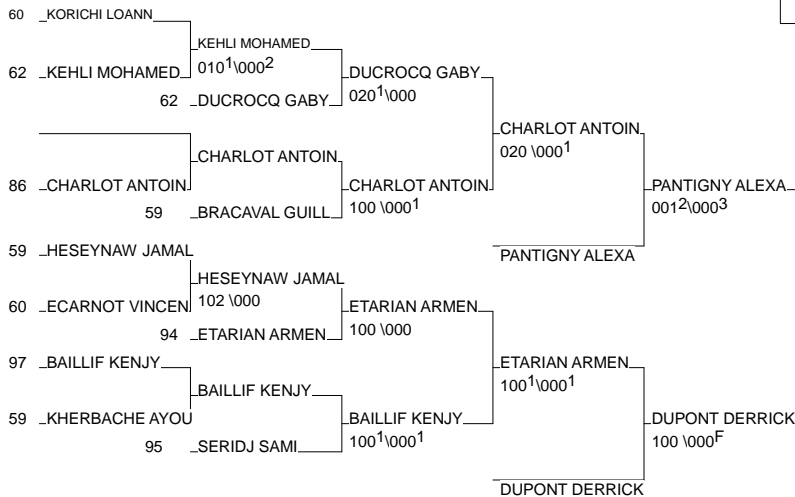 60 KORICHI LOANN
KEHLI MOHAMED
010¹\000²
62 KEHLI MOHAMED
DUCROCQ GABY
020¹\000
62 DUCROCQ GABY
CHARLOT ANTOIN
020 \000¹
CHARLOT ANTOIN
86 CHARLOT ANTOIN
CHARLOT ANTOIN
100 \000¹
PANTIGNY ALEXA
001²\000³
59 BRACAVAL GUILL
59 HESEYNAW JAMAL
PANTIGNY ALEXA
HESEYNAW JAMAL
102 \000
60 ECARNOT VINCEN
ETARIAN ARMEN
100 \000
94 ETARIAN ARMEN
97 BAILLIF KENJY
ETARIAN ARMEN
100¹\000¹
BAILLIF KENJY
59 KHERBACHE AYOU
BAILLIF KENJY
100¹\000¹
DUPONT DERRICK
100 \000F
95 SERIDJ SAMI
DUPONT DERRICK